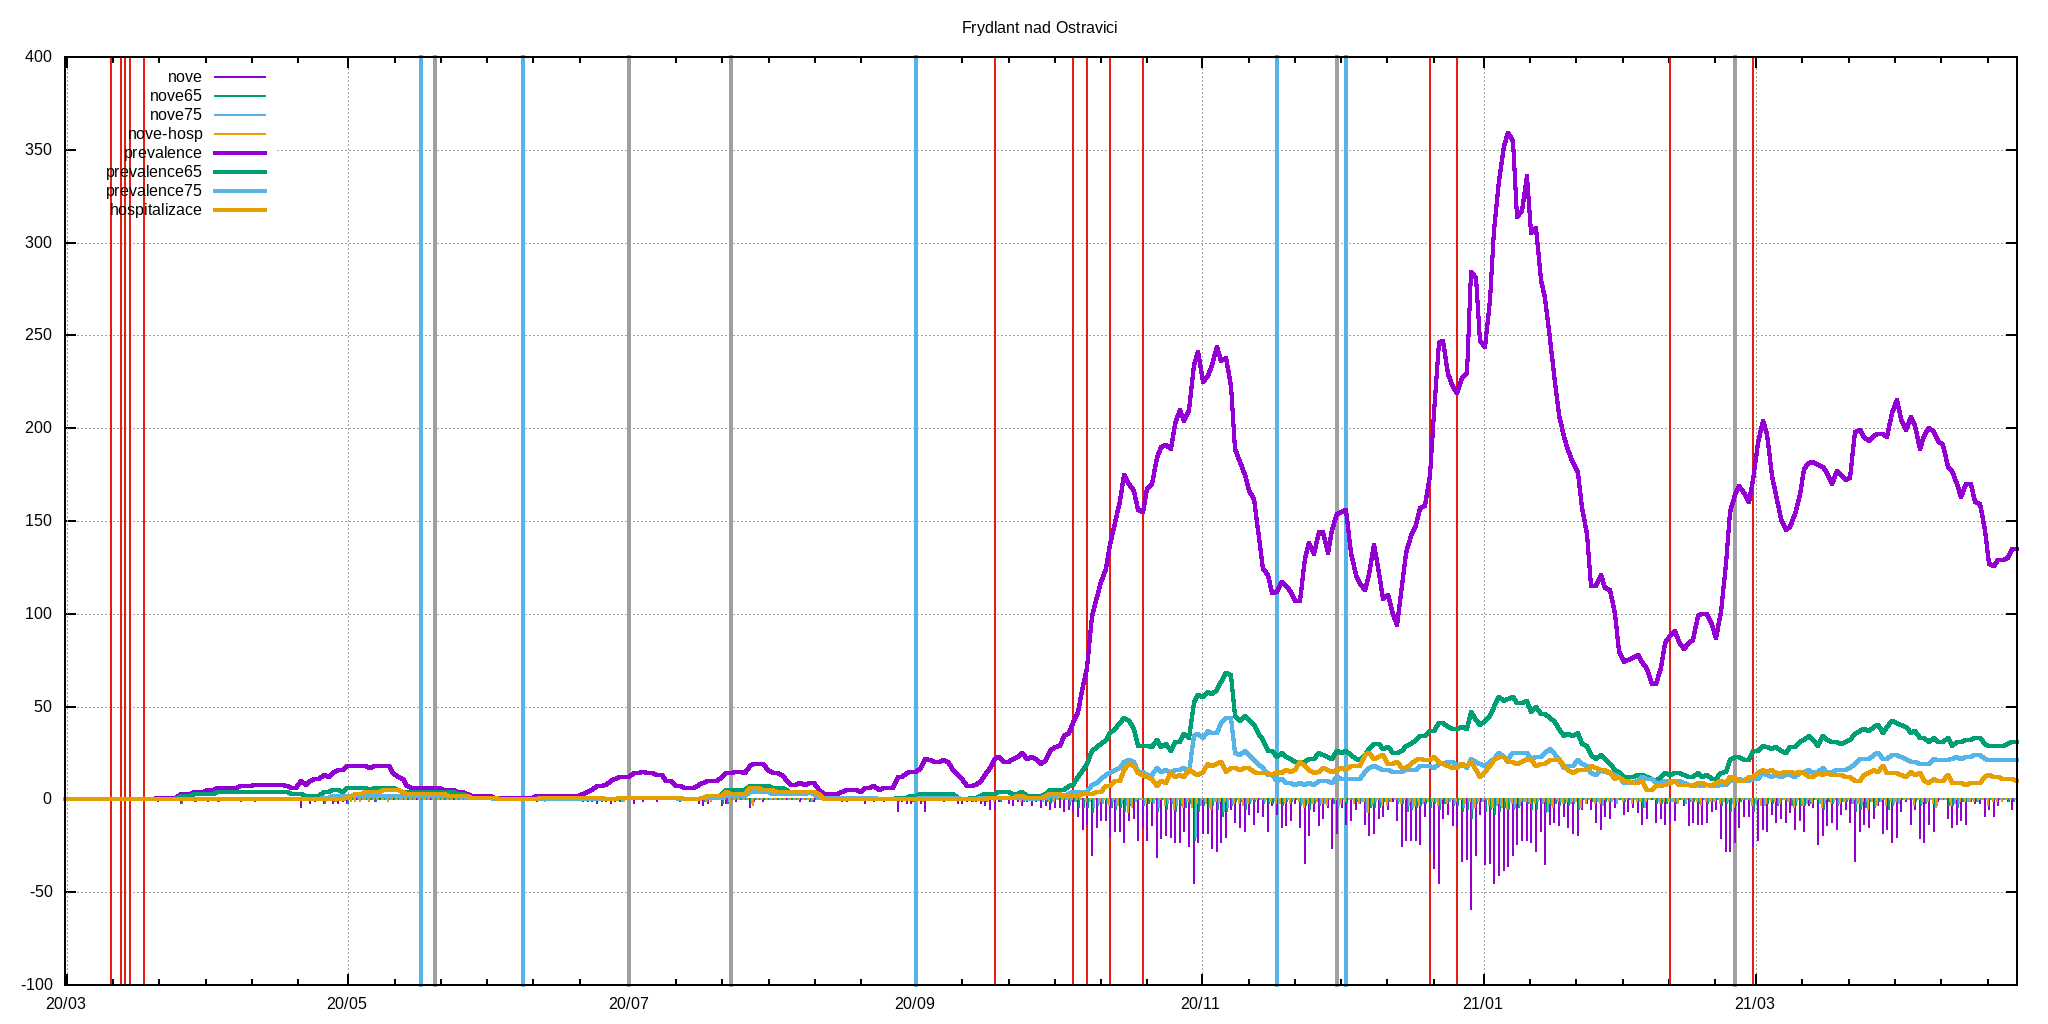 Frydlant nad Ostravici
400
350
300
250
200
150
100
50
0
-50
-100
nove
nove65
nove75
nove-hosp
prevalence
prevalence65
prevalence75
hospitalizace
20/03 20/05 20/07 20/09 20/11 21/01 21/03